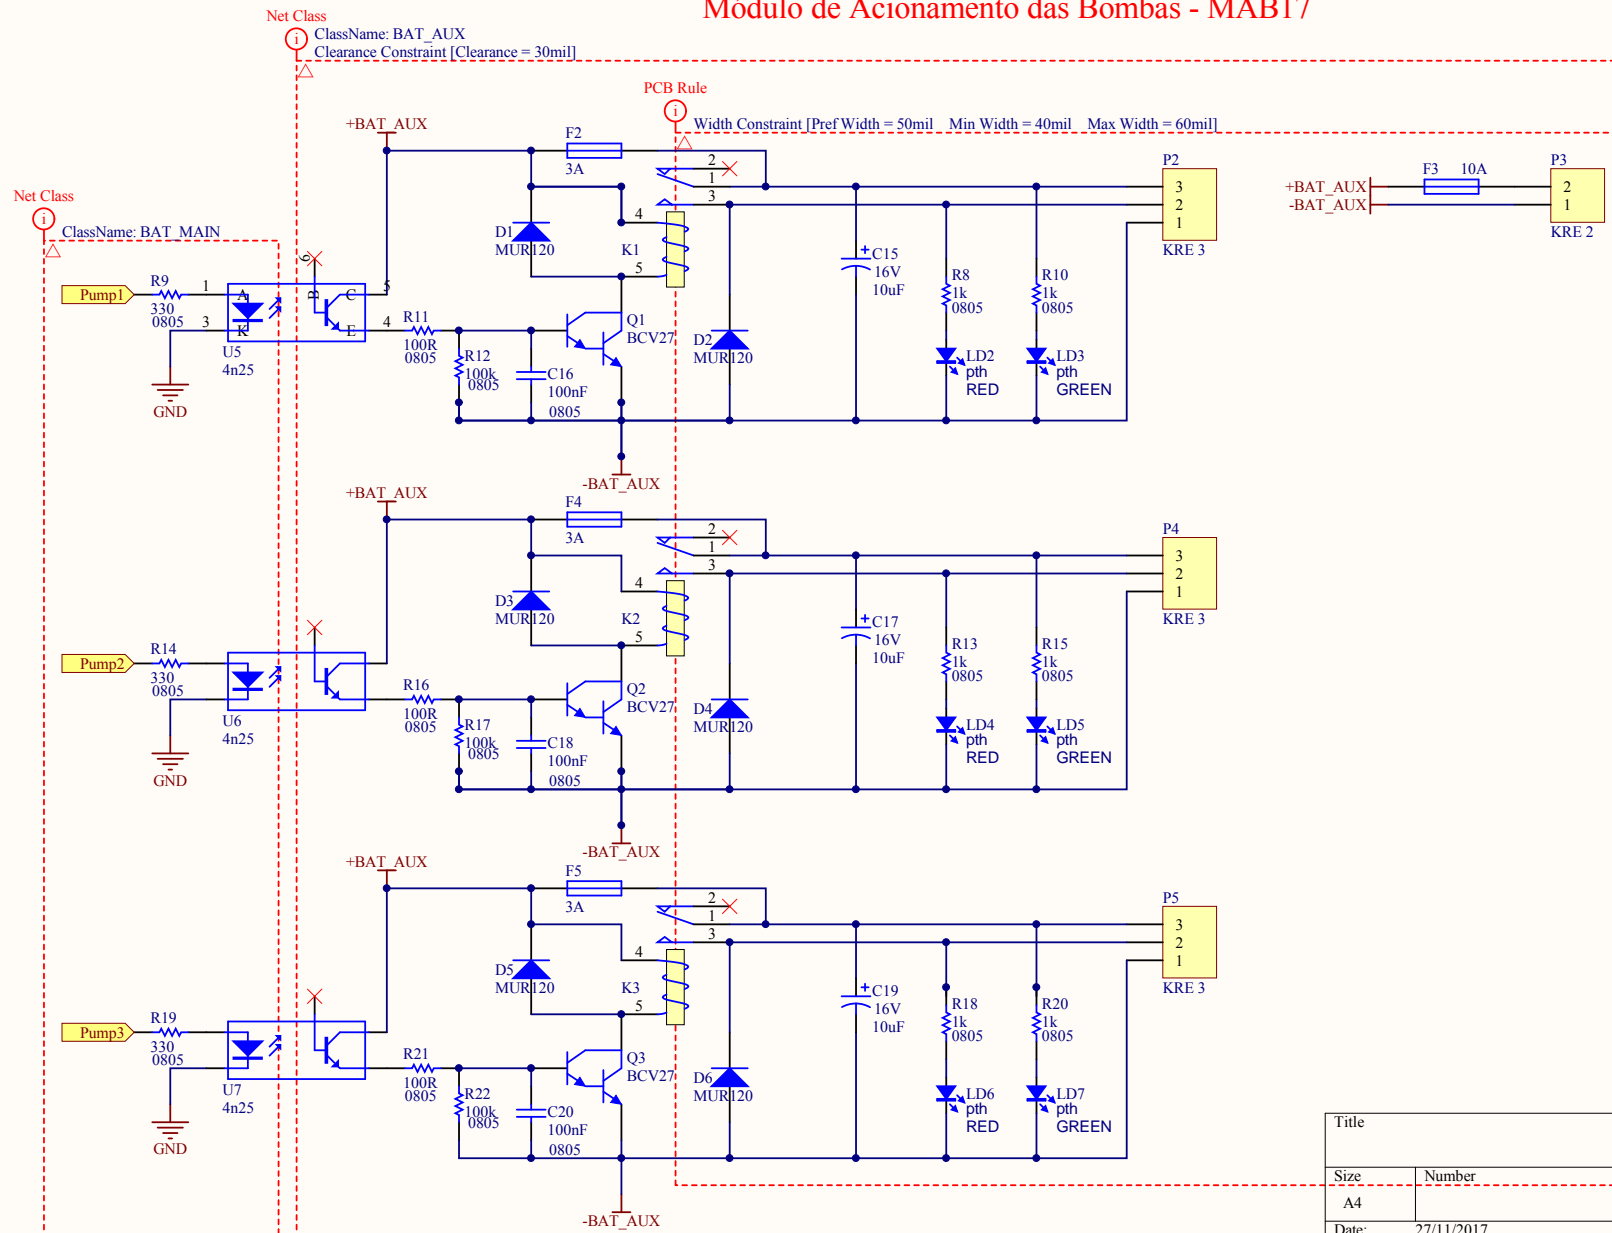 Módulo de Acionamento das Bombas - MAB17
Net Class
ClassName: BAT_AUX
Clearance Constraint [Clearance = 30mil]
PCB Rule
Width Constraint [Pref Width = 50mil Min Width = 40mil Max Width = 60mil]
Net Class
ClassName: BAT_MAIN
+BAT_AUX
F2
3A
2
1
3
4
5
K1
D1
MUR120
Pump1
R9
330
0805
1
3
A
K
B
C
E
6
5
4
U5
4n25
GND
R11
100R
0805
R12
100k
0805
C16
100nF
0805
Q1
BCV27
D2
MUR120
C15
16V
10uF
R8
1k
0805
R10
1k
0805
LD2
pth
RED
LD3
pth
GREEN
P2
3
2
1
KRE 3
-BAT_AUX
+BAT_AUX
-BAT_AUX
F3 10A
P3
2
1
KRE 2
+BAT_AUX
F4
3A
2
1
3
4
5
K2
D3
MUR120
Pump2
R14
330
0805
U6
4n25
GND
R16
100R
0805
R17
100k
0805
C18
100nF
0805
Q2
BCV27
D4
MUR120
C17
16V
10uF
R13
1k
0805
R15
1k
0805
LD4
pth
RED
LD5
pth
GREEN
P4
3
2
1
KRE 3
-BAT_AUX
+BAT_AUX
F5
3A
2
1
3
4
5
K3
D5
MUR120
Pump3
R19
330
0805
U7
4n25
GND
R21
100R
0805
R22
100k
0805
C20
100nF
0805
Q3
BCV27
D6
MUR120
C19
16V
10uF
R18
1k
0805
R20
1k
0805
LD6
pth
RED
LD7
pth
GREEN
P5
3
2
1
KRE 3
-BAT_AUX
Title
Size Number
A4
Date: 27/11/2017